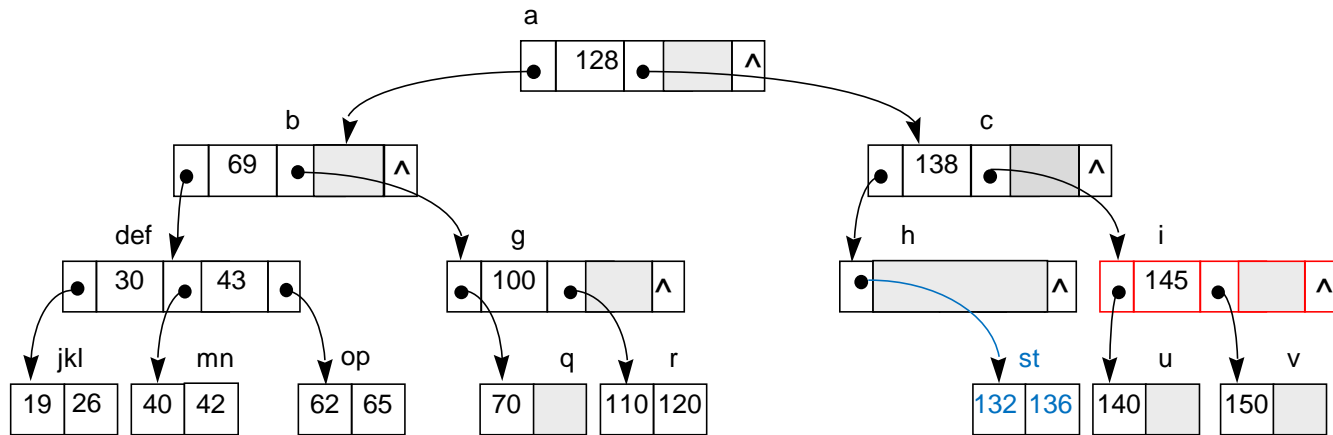 a
128 ^
b c
69 ^ 138 ^
def g h i
30 43 100 ^ ^ 145 ^
jkl mn op q r st u v
19 26 40 42 62 65 70 110 120 132 136 140 150